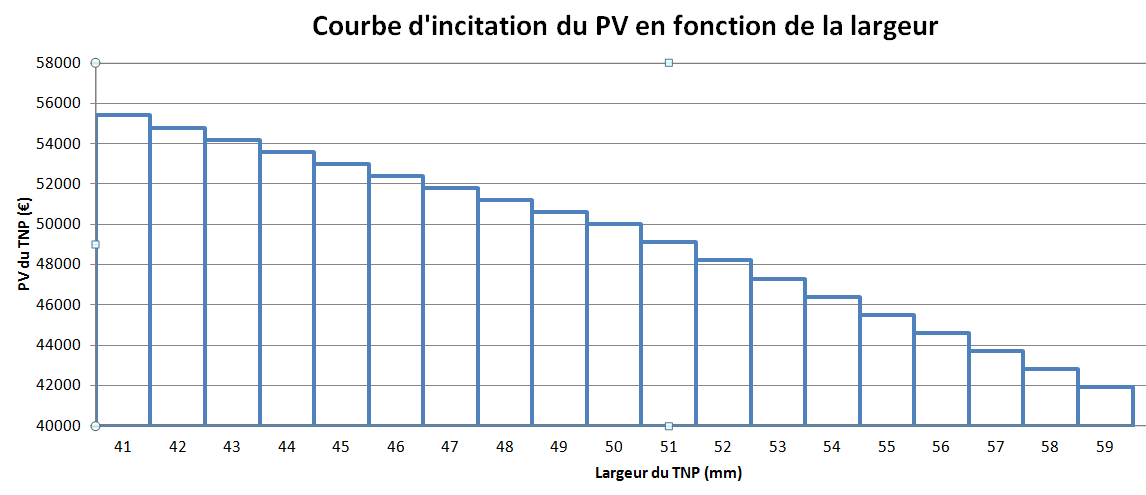 Courbe d'incitation du PV en fonction de la largeur
58000
56000
54000
52000
50000
48000
46000
44000
42000
40000
PV du TNP (€)
41 42 43 44 45 46 47 48 49 50 51 52 53 54 55 56 57 58 59
Largeur du TNP (mm)